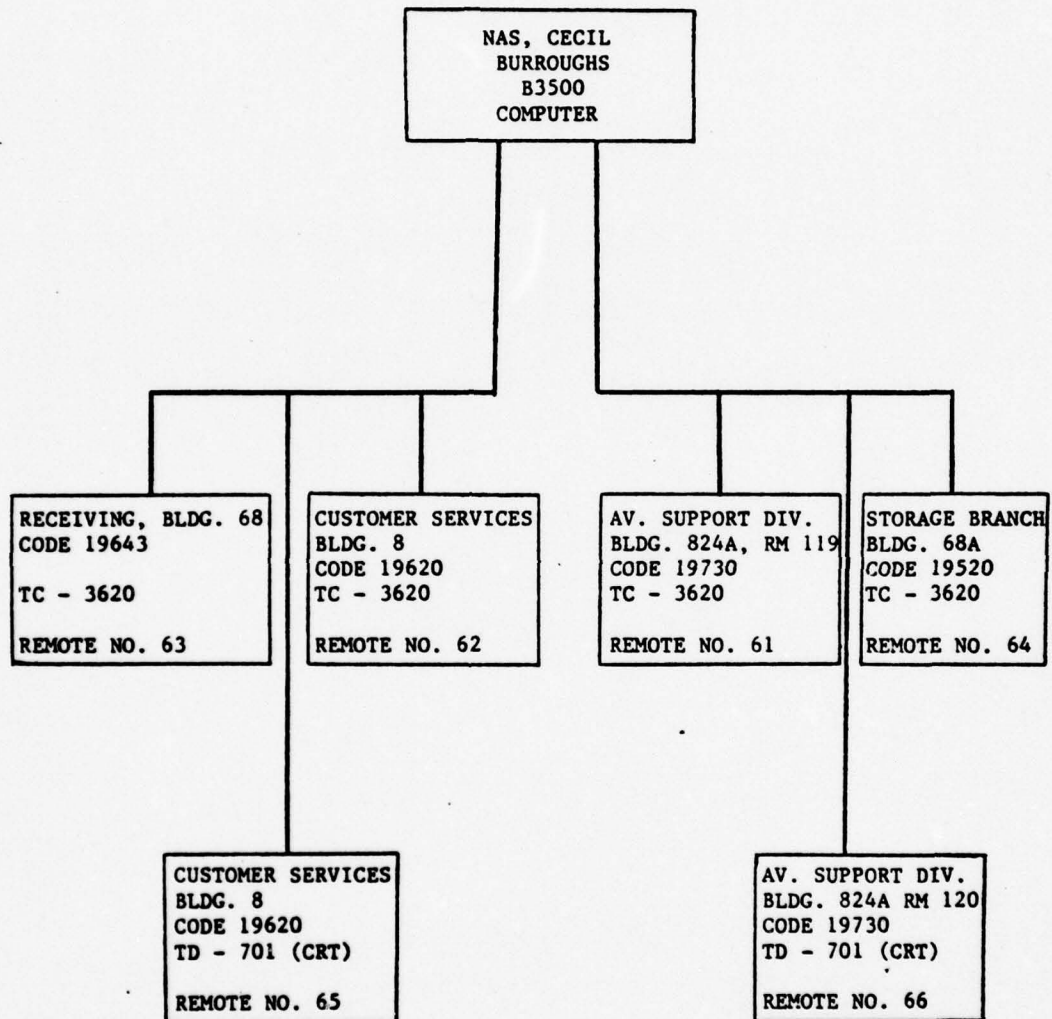 NAS, CECIL
BURROUGHS
B3500
COMPUTER
RECEIVING, BLDG. 68
CODE 19643
TC - 3620
REMOTE NO. 63
CUSTOMER SERVICES
BLDG. 8
CODE 19620
TC - 3620
REMOTE NO. 62
AV. SUPPORT DIV.
BLDG. 824A, RM 119
CODE 19730
TC - 3620
REMOTE NO. 61
STORAGE BRANCH
BLDG. 68A
CODE 19520
TC - 3620
REMOTE NO. 64
CUSTOMER SERVICES
BLDG. 8
CODE 19620
TD - 701 (CRT)
REMOTE NO. 65
AV. SUPPORT DIV.
BLDG. 824A RM 120
CODE 19730
TD - 701 (CRT)
REMOTE NO. 66